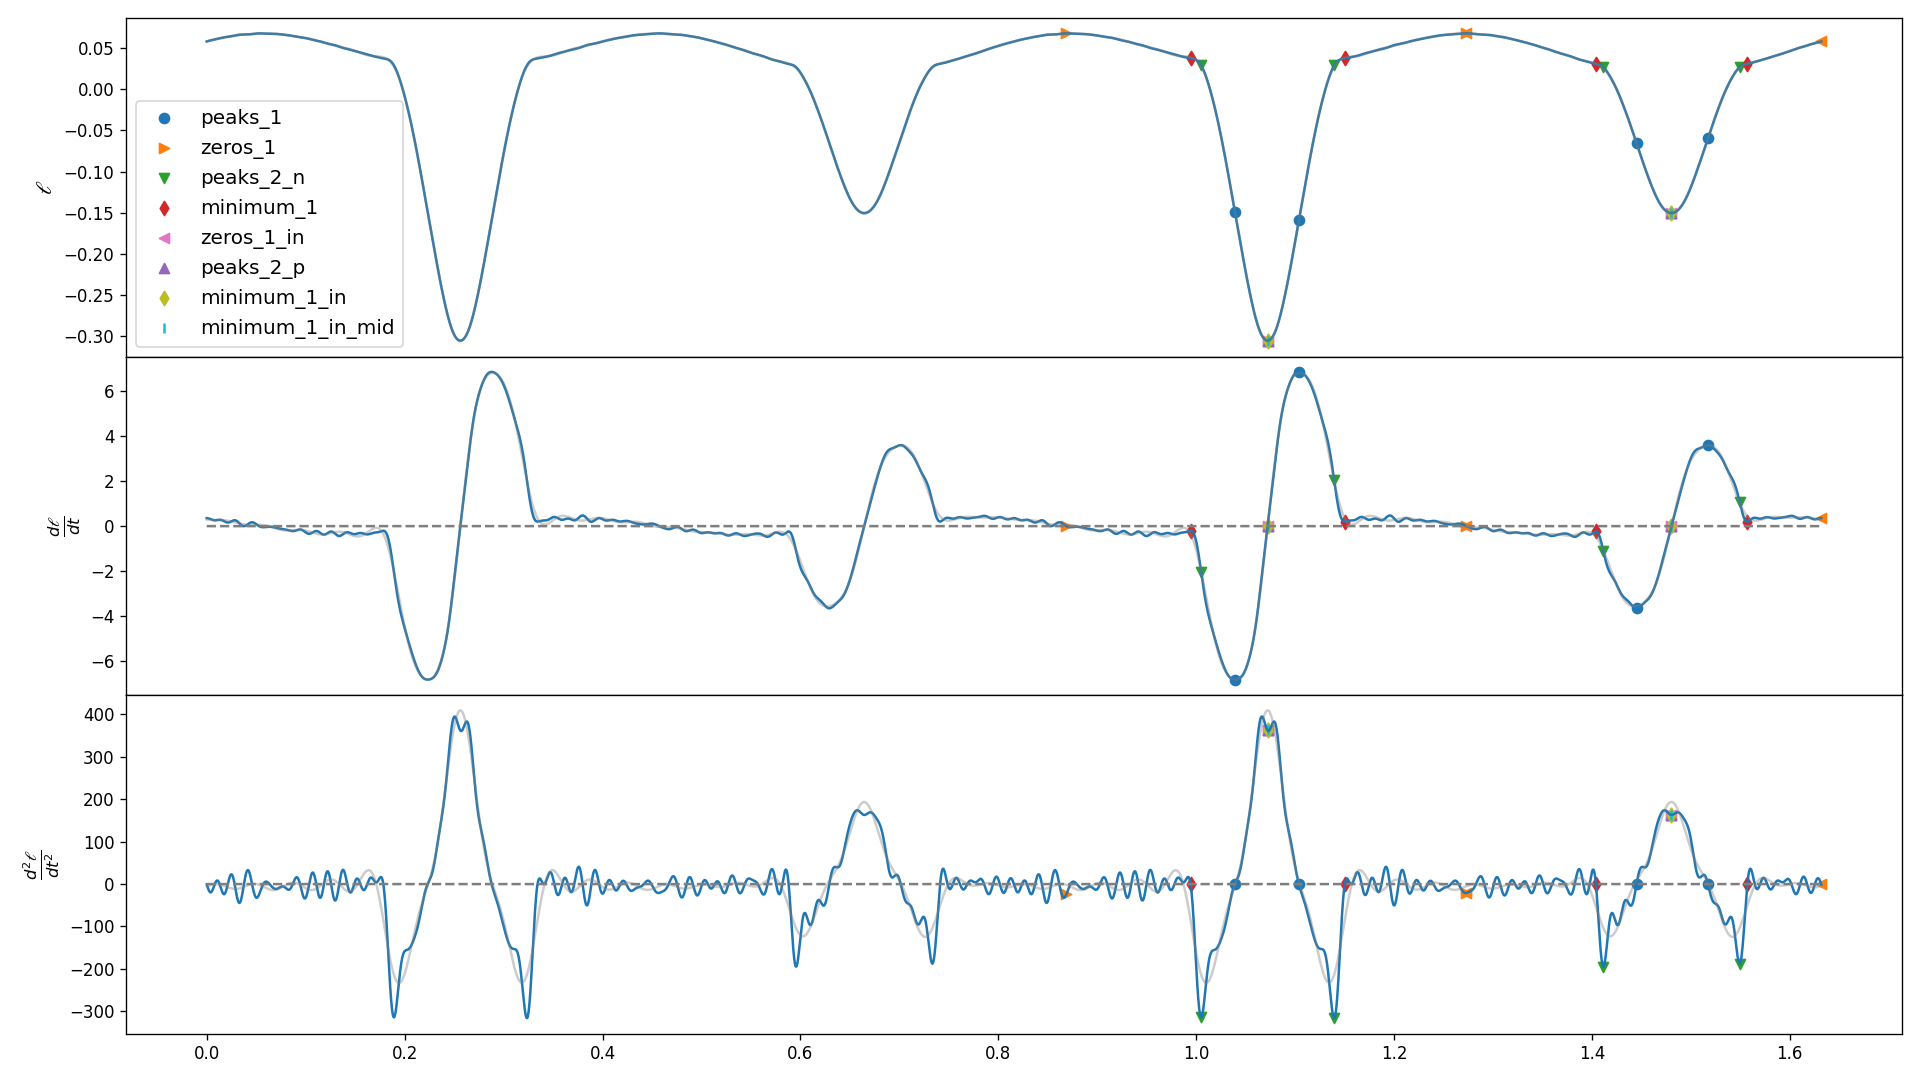 0.05
0.00
−0.05
−0.10
−0.15
−0.20
−0.25
−0.30
ℓ
peaks_1
zeros_1
peaks_2_n
minimum_1
zeros_1_in
peaks_2_p
minimum_1_in
minimum_1_in_mid
6
4
2
0
−2
−4
−6
dℓ
dt
400
300
200
100
0
−100
−200
−300
d²ℓ
dt²
0.0 0.2 0.4 0.6 0.8 1.0 1.2 1.4 1.6